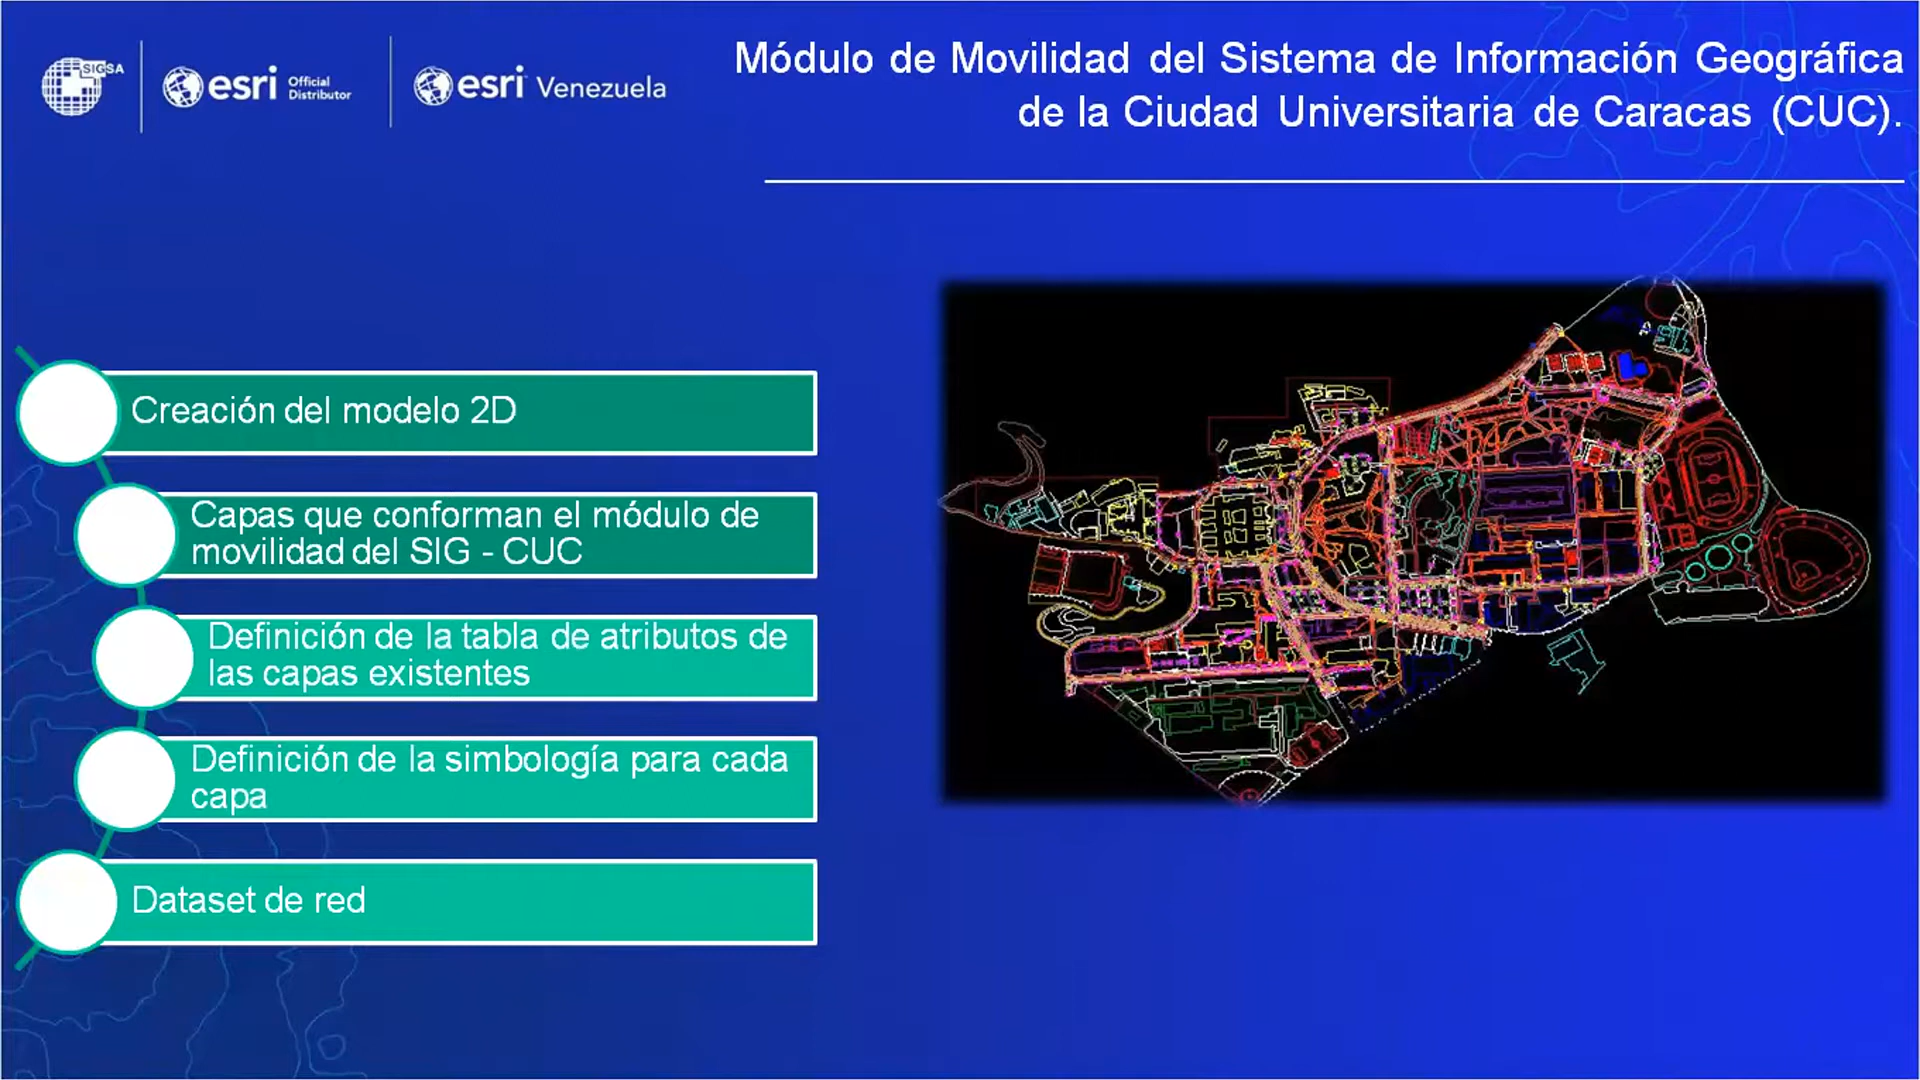 SIGSA
esri Official
Distributor
esri Venezuela
Módulo de Movilidad del Sistema de Información Geográfica
de la Ciudad Universitaria de Caracas (CUC).
Creación del modelo 2D
Capas que conforman el módulo de
movilidad del SIG - CUC
Definición de la tabla de atributos de
las capas existentes
Definición de la simbología para cada
capa
Dataset de red